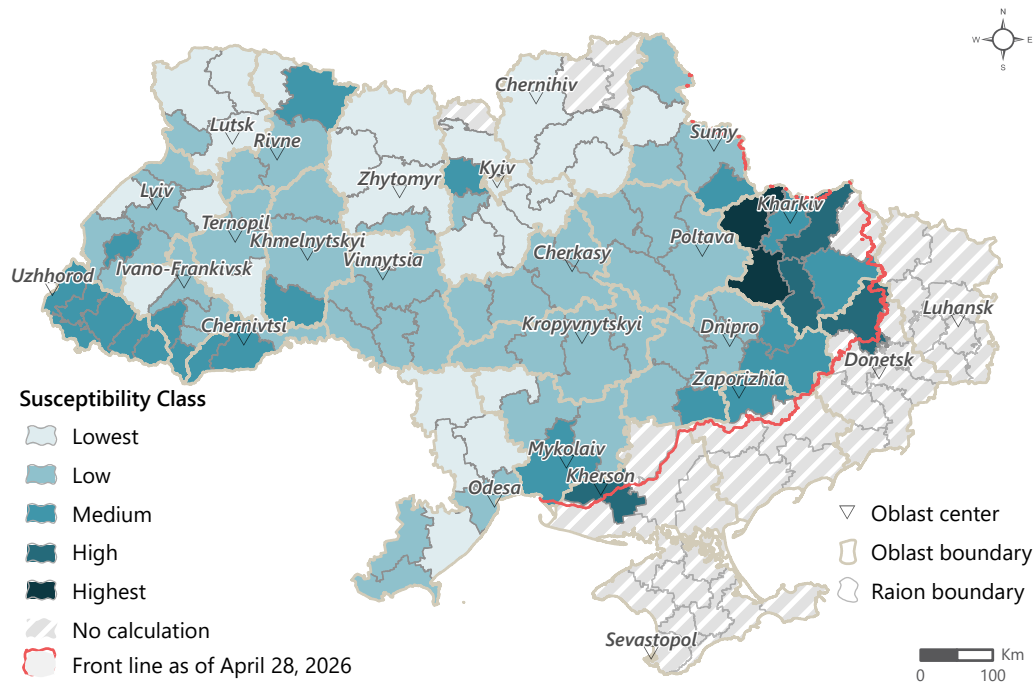 N
W E
S
Chernihiv
Sumy
Lutsk
Rivne
Kyiv
Zhytomyr
Lviv
Kharkiv
Ternopil
Poltava
Khmelnytskyi
Cherkasy
Vinnytsia
Uzhhorod
Ivano-Frankivsk
Luhansk
Chernivtsi
Kropyvnytskyi
Dnipro
Donetsk
Zaporizhia
Mykolaiv
Kherson
Odesa
Sevastopol
Susceptibility Class
Lowest
Low
Medium
High
Highest
No calculation
Front line as of April 28, 2026
Oblast center
Oblast boundary
Raion boundary
Km
0 100